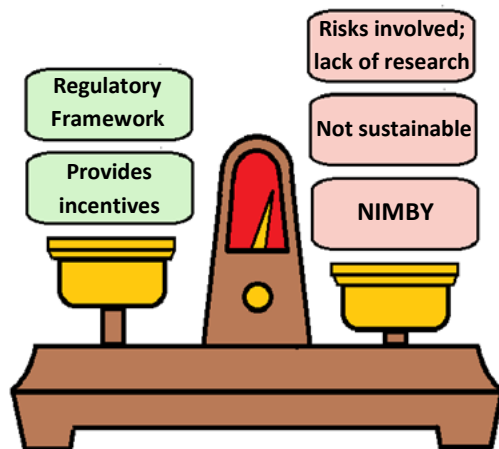 Regulatory
Framework
Provides
incentives
Risks involved;
lack of research
Not sustainable
NIMBY